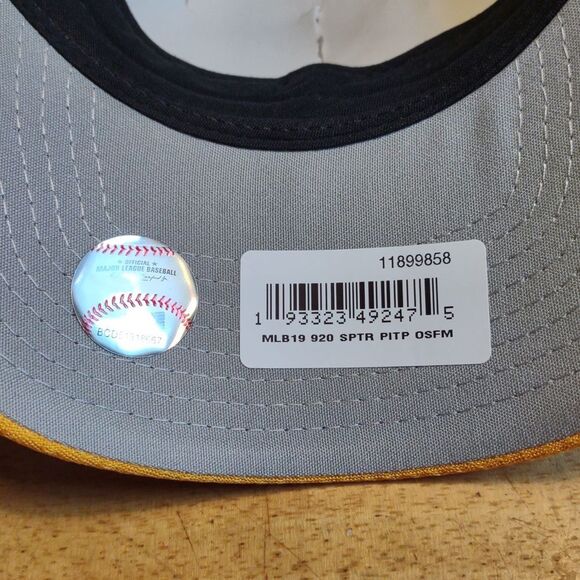 ★ OFFICIAL ★
MAJOR LEAGUE BASEBALL
11899858
1 93323 49247 5
MLB19 920 SPTR PITP OSFM